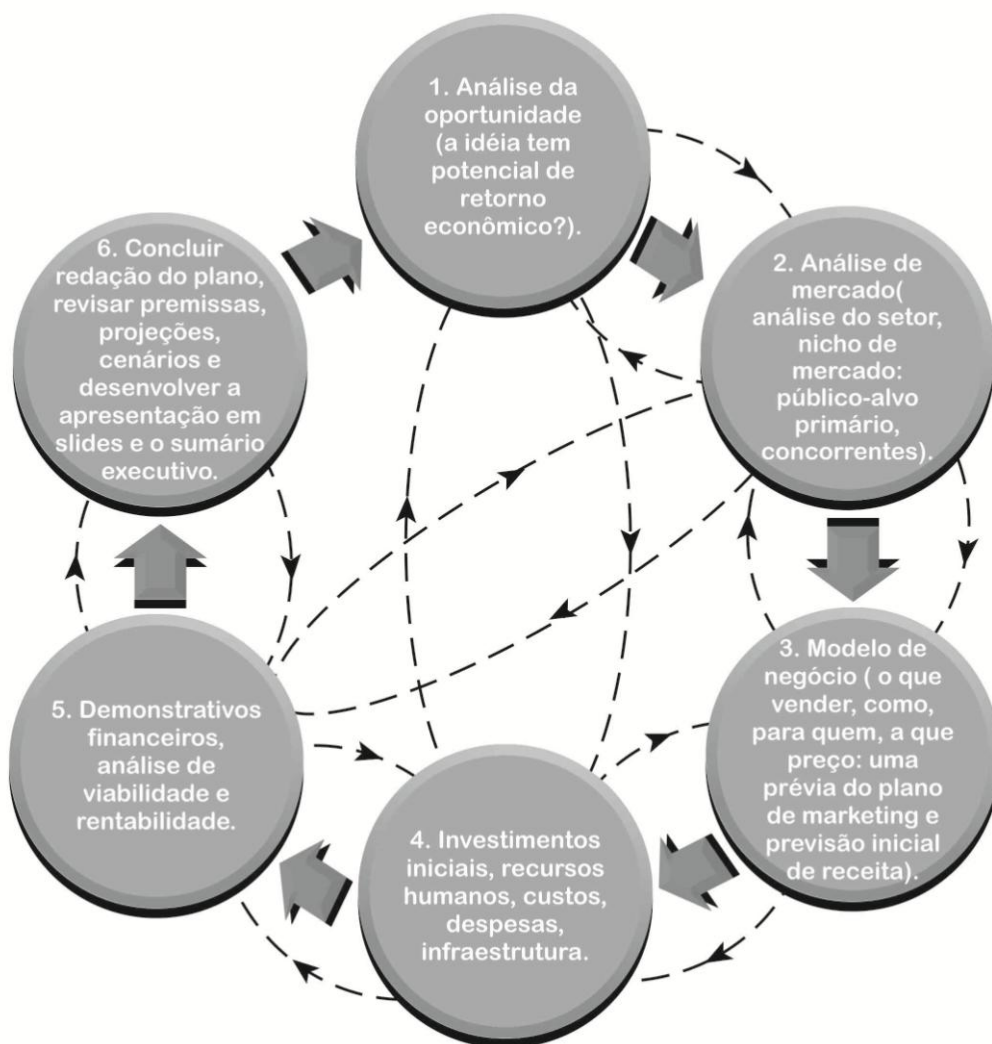 1. Análise da
oportunidade
(a idéia tem
potencial de
retorno
econômico?).
2. Análise de
mercado(
análise do setor,
nicho de
mercado:
público-alvo
primário,
concorrentes).
3. Modelo de
negócio ( o que
vender, como,
para quem, a que
preço: uma
prévia do plano
de marketing e
previsão inicial
de receita).
4. Investimentos
iniciais, recursos
humanos, custos,
despesas,
infraestrutura.
5. Demonstrativos
financeiros,
análise de
viabilidade e
rentabilidade.
6. Concluir
redação do plano,
revisar premissas,
projeções,
cenários e
desenvolver a
apresentação em
slides e o sumário
executivo.